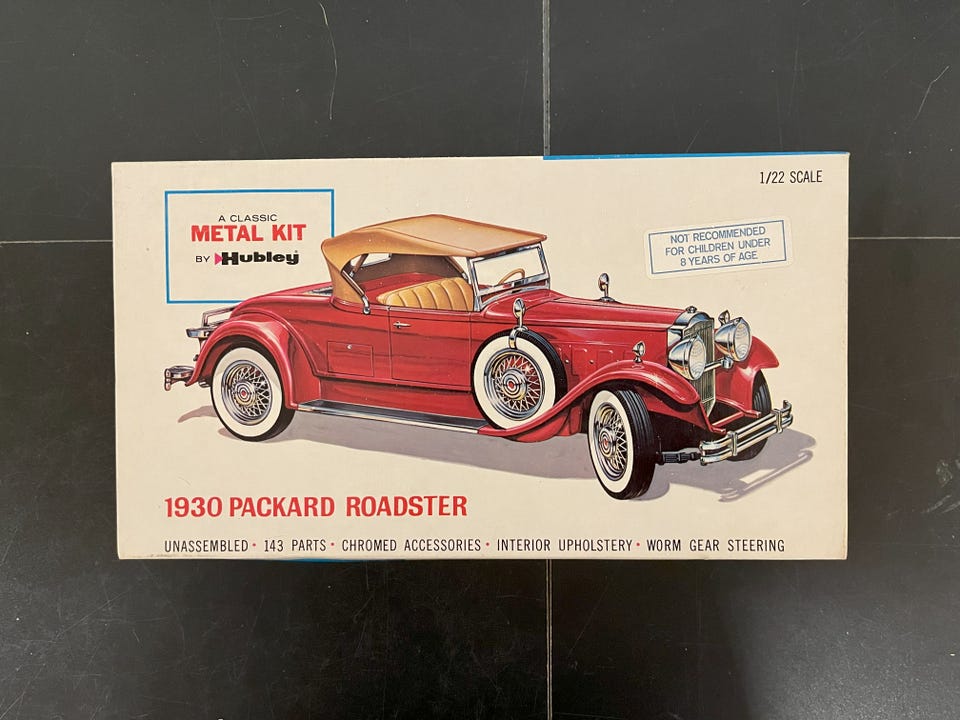 1/22 SCALE
A CLASSIC
METAL KIT
BY Hubley
NOT RECOMMENDED
FOR CHILDREN UNDER
8 YEARS OF AGE
1930 PACKARD ROADSTER
UNASSEMBLED • 143 PARTS • CHROMED ACCESSORIES • INTERIOR UPHOLSTERY • WORM GEAR STEERING